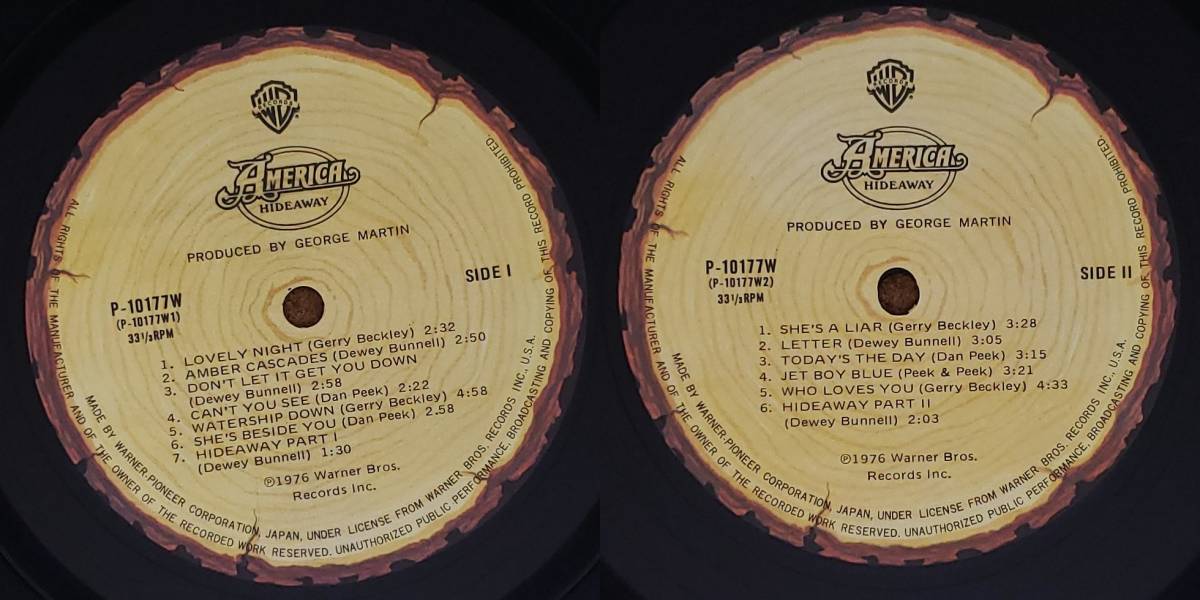 WB
RECORDS
AMERICA
HIDEAWAY
PRODUCED BY GEORGE MARTIN
P-10177W
(P-10177W1)
33⅓RPM
SIDE I
1. LOVELY NIGHT (Gerry Beckley) 2:32
2. AMBER CASCADES (Dewey Bunnell) 2:50
3. DON'T LET IT GET YOU DOWN
(Dewey Bunnell) 2:58
4. CAN'T YOU SEE (Dan Peek) 2:22
5. WATERSHIP DOWN (Gerry Beckley) 4:58
6. SHE'S BESIDE YOU (Dan Peek) 2.58
7. HIDEAWAY PART I
(Dewey Bunnell) 1:30
℗1976 Warner Bros.
Records Inc.
MADE BY WARNER-PIONEER CORPORATION, JAPAN, UNDER LICENSE FROM WARNER BROS. RECORDS INC., U.S.A.
ALL RIGHTS OF THE MANUFACTURER AND OF THE OWNER OF THE RECORDED WORK RESERVED. UNAUTHORIZED PUBLIC PERFORMANCE, BROADCASTING AND COPYING OF THIS RECORD PROHIBITED.
WB
RECORDS
AMERICA
HIDEAWAY
PRODUCED BY GEORGE MARTIN
P-10177W
(P-10177W2)
33⅓RPM
SIDE II
1. SHE'S A LIAR (Gerry Beckley) 3:28
2. LETTER (Dewey Bunnell) 3:05
3. TODAY'S THE DAY (Dan Peek) 3:15
4. JET BOY BLUE (Peek & Peek) 3:21
5. WHO LOVES YOU (Gerry Beckley) 4:33
6. HIDEAWAY PART II
(Dewey Bunnell) 2:03
℗1976 Warner Bros.
Records Inc.
MADE BY WARNER-PIONEER CORPORATION, JAPAN, UNDER LICENSE FROM WARNER BROS. RECORDS INC., U.S.A.
ALL RIGHTS OF THE MANUFACTURER AND OF THE OWNER OF THE RECORDED WORK RESERVED. UNAUTHORIZED PUBLIC PERFORMANCE, BROADCASTING AND COPYING OF THIS RECORD PROHIBITED.